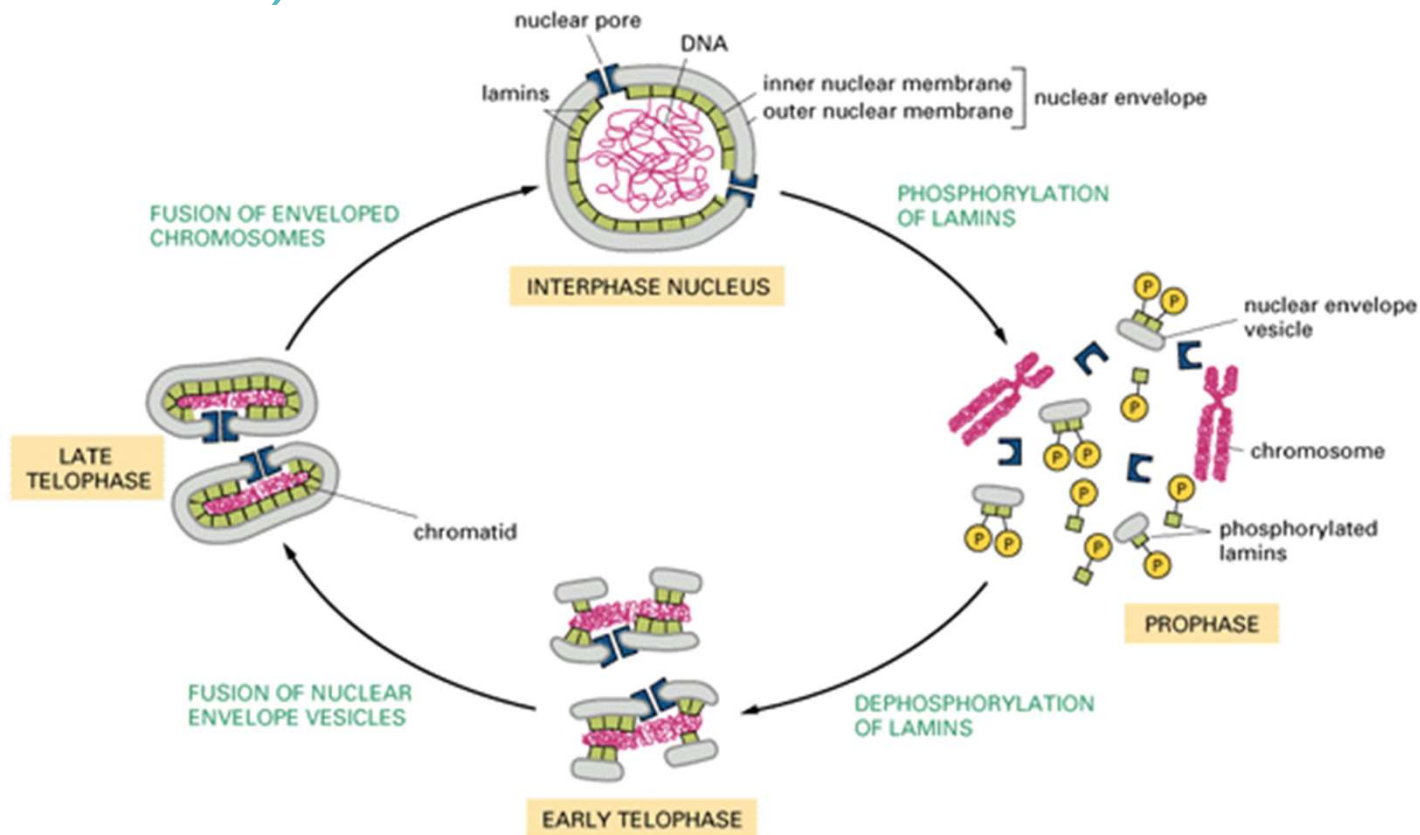 nuclear pore
DNA
lamins
inner nuclear membrane
outer nuclear membrane
nuclear envelope
FUSION OF ENVELOPED
CHROMOSOMES
PHOSPHORYLATION
OF LAMINS
INTERPHASE NUCLEUS
P
P
nuclear envelope
vesicle
P
P
P
chromosome
P
P
P
P
phosphorylated
lamins
P
P
PROPHASE
LATE
TELOPHASE
chromatid
FUSION OF NUCLEAR
ENVELOPE VESICLES
DEPHOSPHORYLATION
OF LAMINS
EARLY TELOPHASE